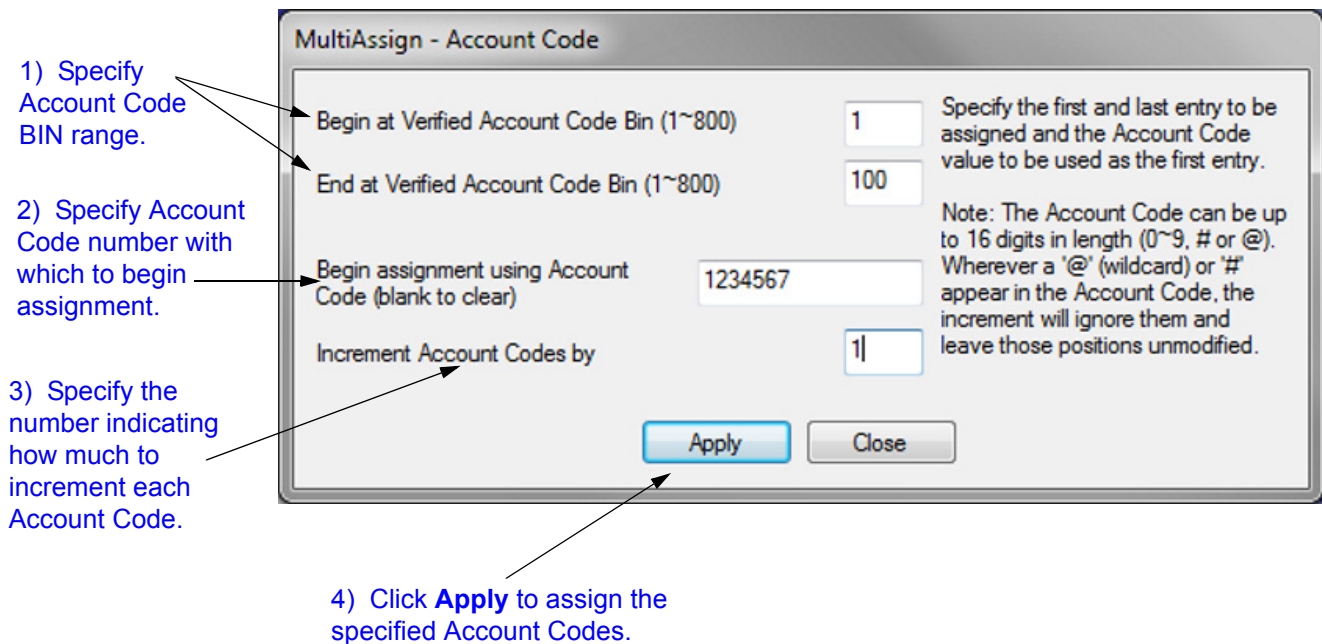 MultiAssign - Account Code
1) Specify
Account Code
BIN range.
Begin at Verified Account Code Bin (1~800)
1
End at Verified Account Code Bin (1~800)
100
Specify the first and last entry to be
assigned and the Account Code
value to be used as the first entry.
2) Specify Account
Code number with
which to begin
assignment.
Begin assignment using Account
Code (blank to clear)
1234567
Note: The Account Code can be up
to 16 digits in length (0~9, # or @).
Wherever a '@' (wildcard) or '#'
appear in the Account Code, the
increment will ignore them and
leave those positions unmodified.
Increment Account Codes by
1
3) Specify the
number indicating
how much to
increment each
Account Code.
Apply
Close
4) Click Apply to assign the
specified Account Codes.